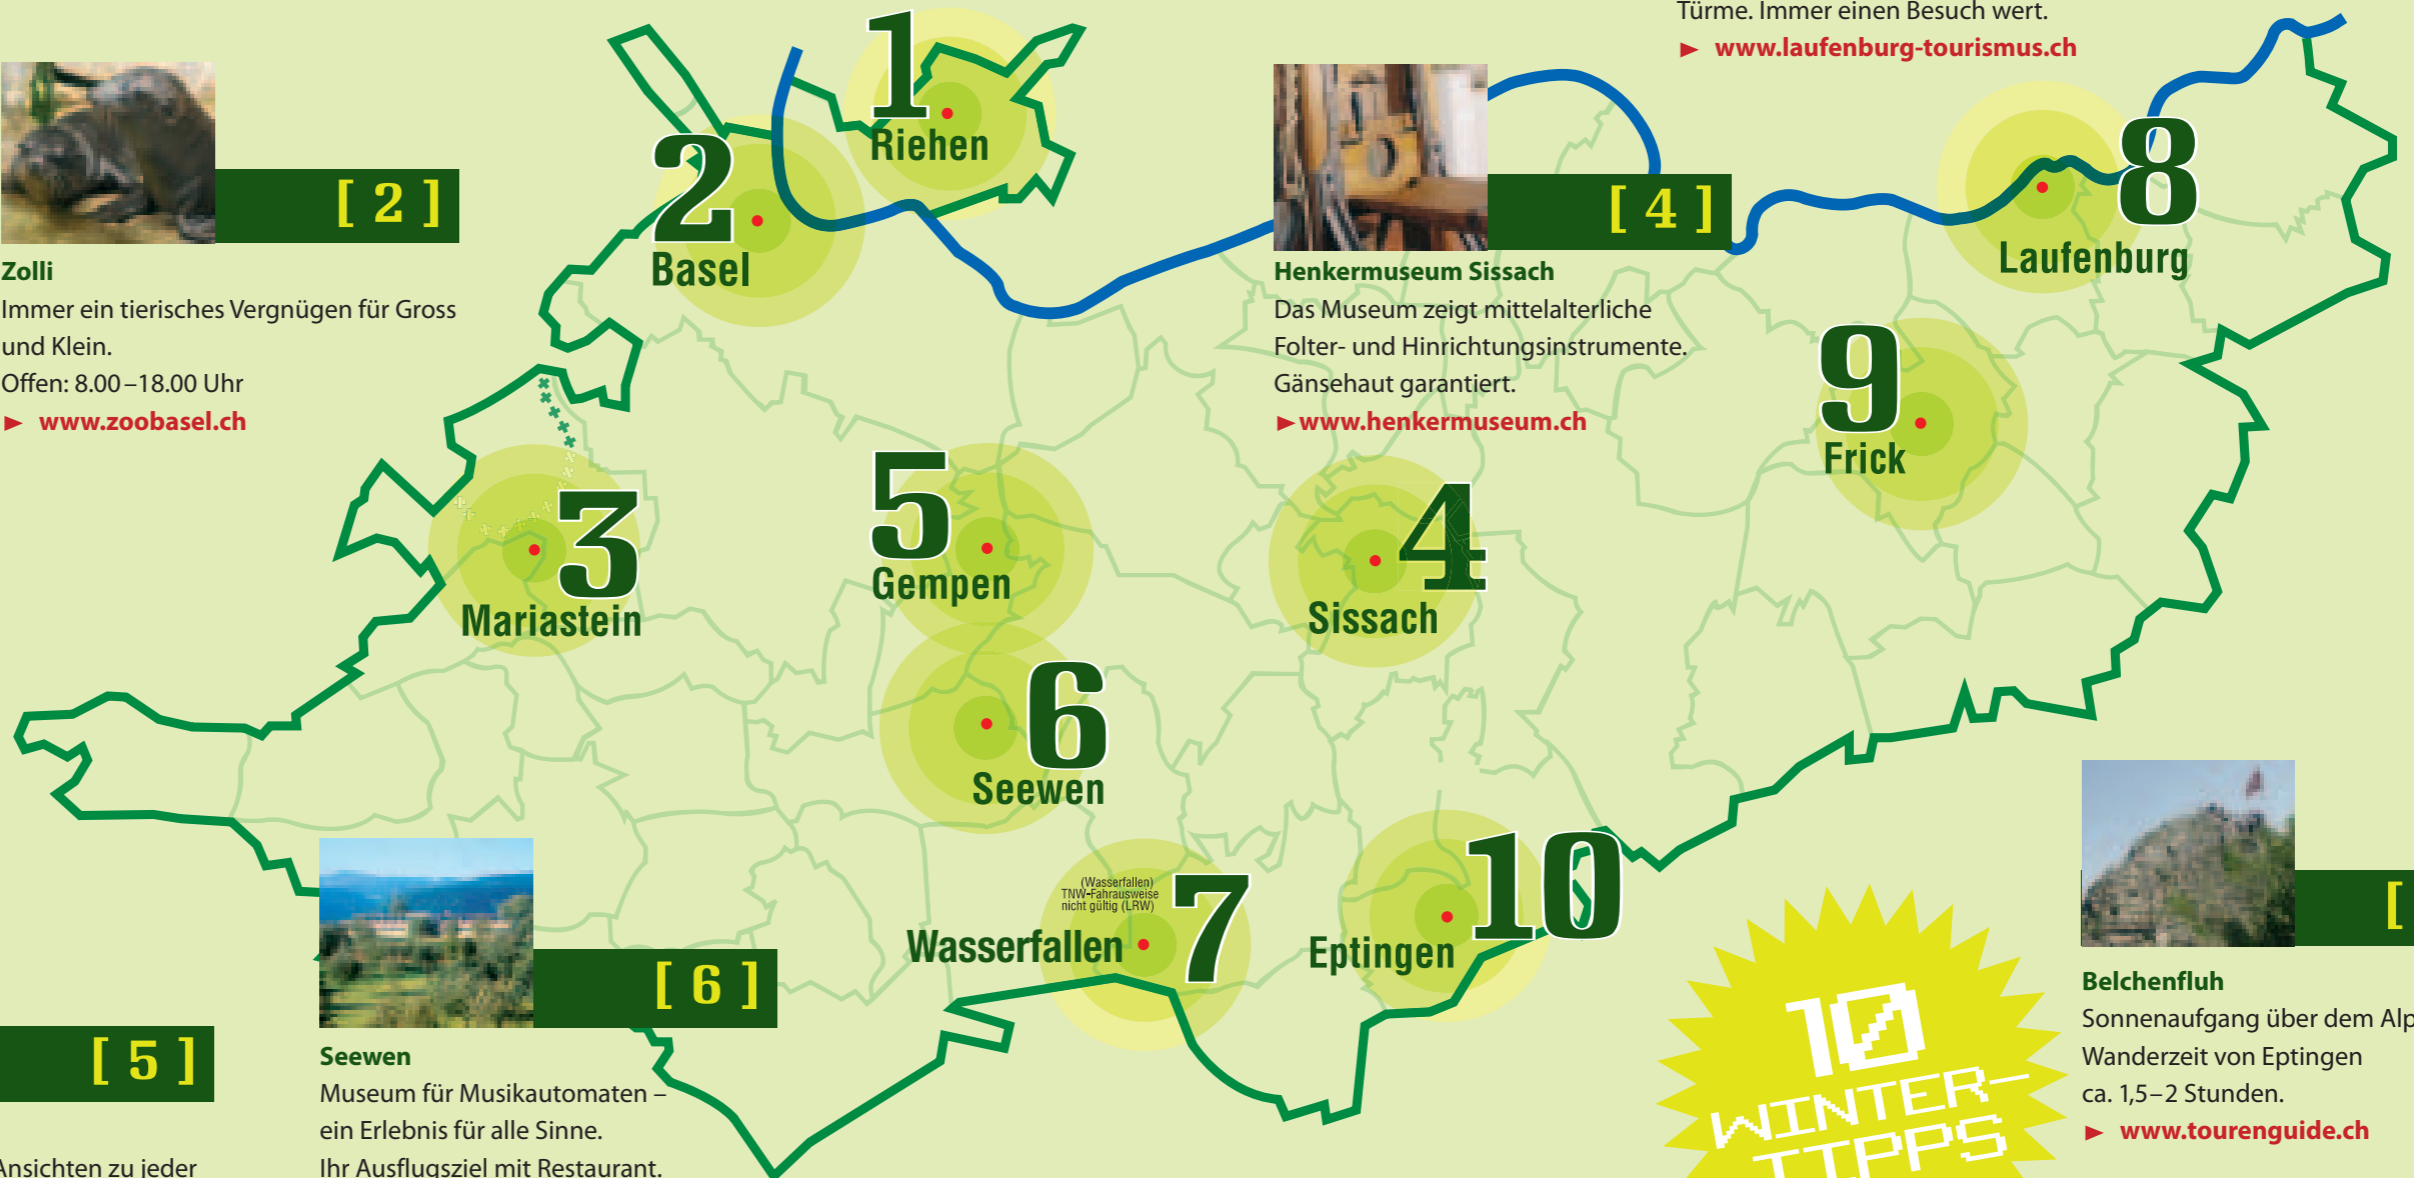 Türme. Immer einen Besuch wert.
► www.laufenburg-tourismus.ch
1
Riehen
2
Basel
[ 2 ]
Zolli
Immer ein tierisches Vergnügen für Gross
und Klein.
Offen: 8.00–18.00 Uhr
► www.zoobasel.ch
[ 4 ]
Henkermuseum Sissach
Das Museum zeigt mittelalterliche
Folter- und Hinrichtungsinstrumente.
Gänsehaut garantiert.
► www.henkermuseum.ch
8
Laufenburg
9
Frick
3
Mariastein
5
Gempen
4
Sissach
6
Seewen
(Wasserfallen)
TNW-Fahrausweise
nicht gültig (LRW)
7
Wasserfallen
10
Eptingen
[ 5 ]
Ansichten zu jeder
[ 6 ]
Seewen
Museum für Musikautomaten –
ein Erlebnis für alle Sinne.
Ihr Ausflugsziel mit Restaurant.
10
WINTER-
TIPPS
[
Belchenfluh
Sonnenaufgang über dem Alp
Wanderzeit von Eptingen
ca. 1,5–2 Stunden.
► www.tourenguide.ch